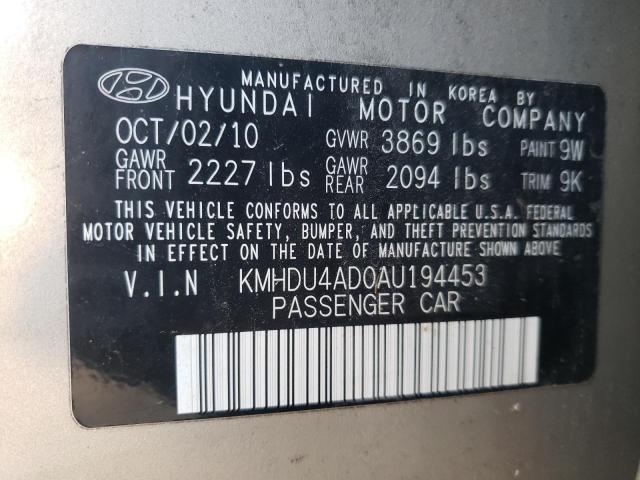 MANUFACTURED IN KOREA BY
HYUNDAI MOTOR COMPANY
OCT/02/10 GVWR 3869 lbs PAINT 9W
GAWR FRONT 2227 lbs GAWR REAR 2094 lbs TRIM 9K
THIS VEHICLE CONFORMS TO ALL APPLICABLE U.S.A. FEDERAL
MOTOR VEHICLE SAFETY, BUMPER, AND THEFT PREVENTION STANDARDS
IN EFFECT ON THE DATE OF MANUFACTURE SHOWN ABOVE.
V.I.N KMHDU4AD0AU194453
PASSENGER CAR